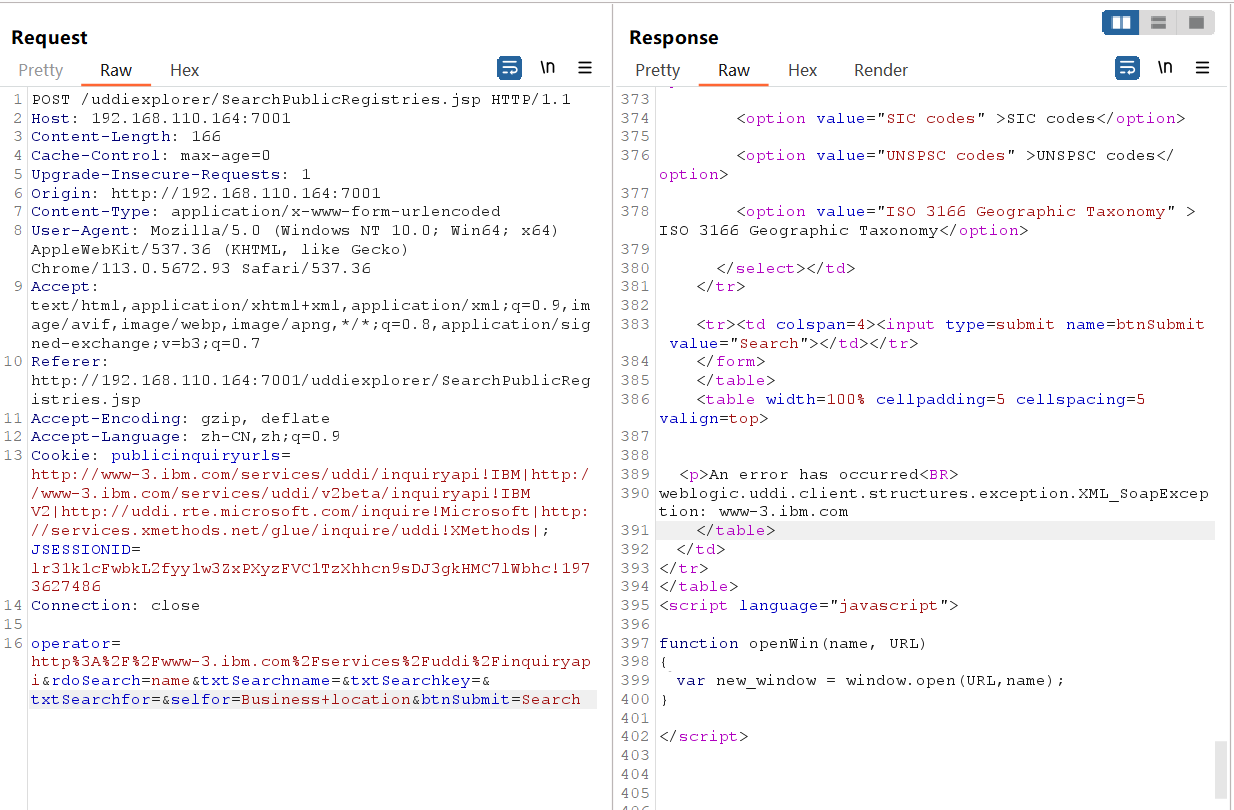 Request
Pretty Raw Hex \n
1 POST /uddiexplorer/SearchPublicRegistries.jsp HTTP/1.1
2 Host: 192.168.110.164:7001
3 Content-Length: 166
4 Cache-Control: max-age=0
5 Upgrade-Insecure-Requests: 1
6 Origin: http://192.168.110.164:7001
7 Content-Type: application/x-www-form-urlencoded
8 User-Agent: Mozilla/5.0 (Windows NT 10.0; Win64; x64)
AppleWebKit/537.36 (KHTML, like Gecko)
Chrome/113.0.5672.93 Safari/537.36
9 Accept:
text/html,application/xhtml+xml,application/xml;q=0.9,im
age/avif,image/webp,image/apng,*/*;q=0.8,application/sig
ned-exchange;v=b3;q=0.7
10 Referer:
http://192.168.110.164:7001/uddiexplorer/SearchPublicReg
istries.jsp
11 Accept-Encoding: gzip, deflate
12 Accept-Language: zh-CN,zh;q=0.9
13 Cookie: publicinquiryurls=
http://www-3.ibm.com/services/uddi/inquiryapi!IBM|http:/
/www-3.ibm.com/services/uddi/v2beta/inquiryapi!IBM
V2|http://uddi.rte.microsoft.com/inquire!Microsoft|http:
//services.xmethods.net/glue/inquire/uddi!XMethods|;
JSESSIONID=
lr31k1cFwbkL2fyy1w3ZxPXyzFVC1TzXhhcn9sDJ3gkHMC7lWbhc!197
3627486
14 Connection: close
15
16 operator=
http%3A%2F%2Fwww-3.ibm.com%2Fservices%2Fuddi%2Finquiryap
i&rdoSearch=name&txtSearchname=&txtSearchkey=&
txtSearchfor=&selfor=Business+location&btnSubmit=Search
Response
Pretty Raw Hex Render \n
373
374 <option value="SIC codes" >SIC codes</option>
375
376 <option value="UNSPSC codes" >UNSPSC codes</
option>
377
378 <option value="ISO 3166 Geographic Taxonomy" >
ISO 3166 Geographic Taxonomy</option>
379
380 </select></td>
381 </tr>
382
383 <tr><td colspan=4><input type=submit name=btnSubmit
value="Search"></td></tr>
384 </form>
385 </table>
386 <table width=100% cellpadding=5 cellspacing=5
valign=top>
387
388
389 <p>An error has occurred<BR>
390 weblogic.uddi.client.structures.exception.XML_SoapExcep
tion: www-3.ibm.com
391 </table>
392 </td>
393 </tr>
394 </table>
395 <script language="javascript">
396
397 function openWin(name, URL)
398 {
399 var new_window = window.open(URL,name);
400 }
401
402 </script>
403
404
405